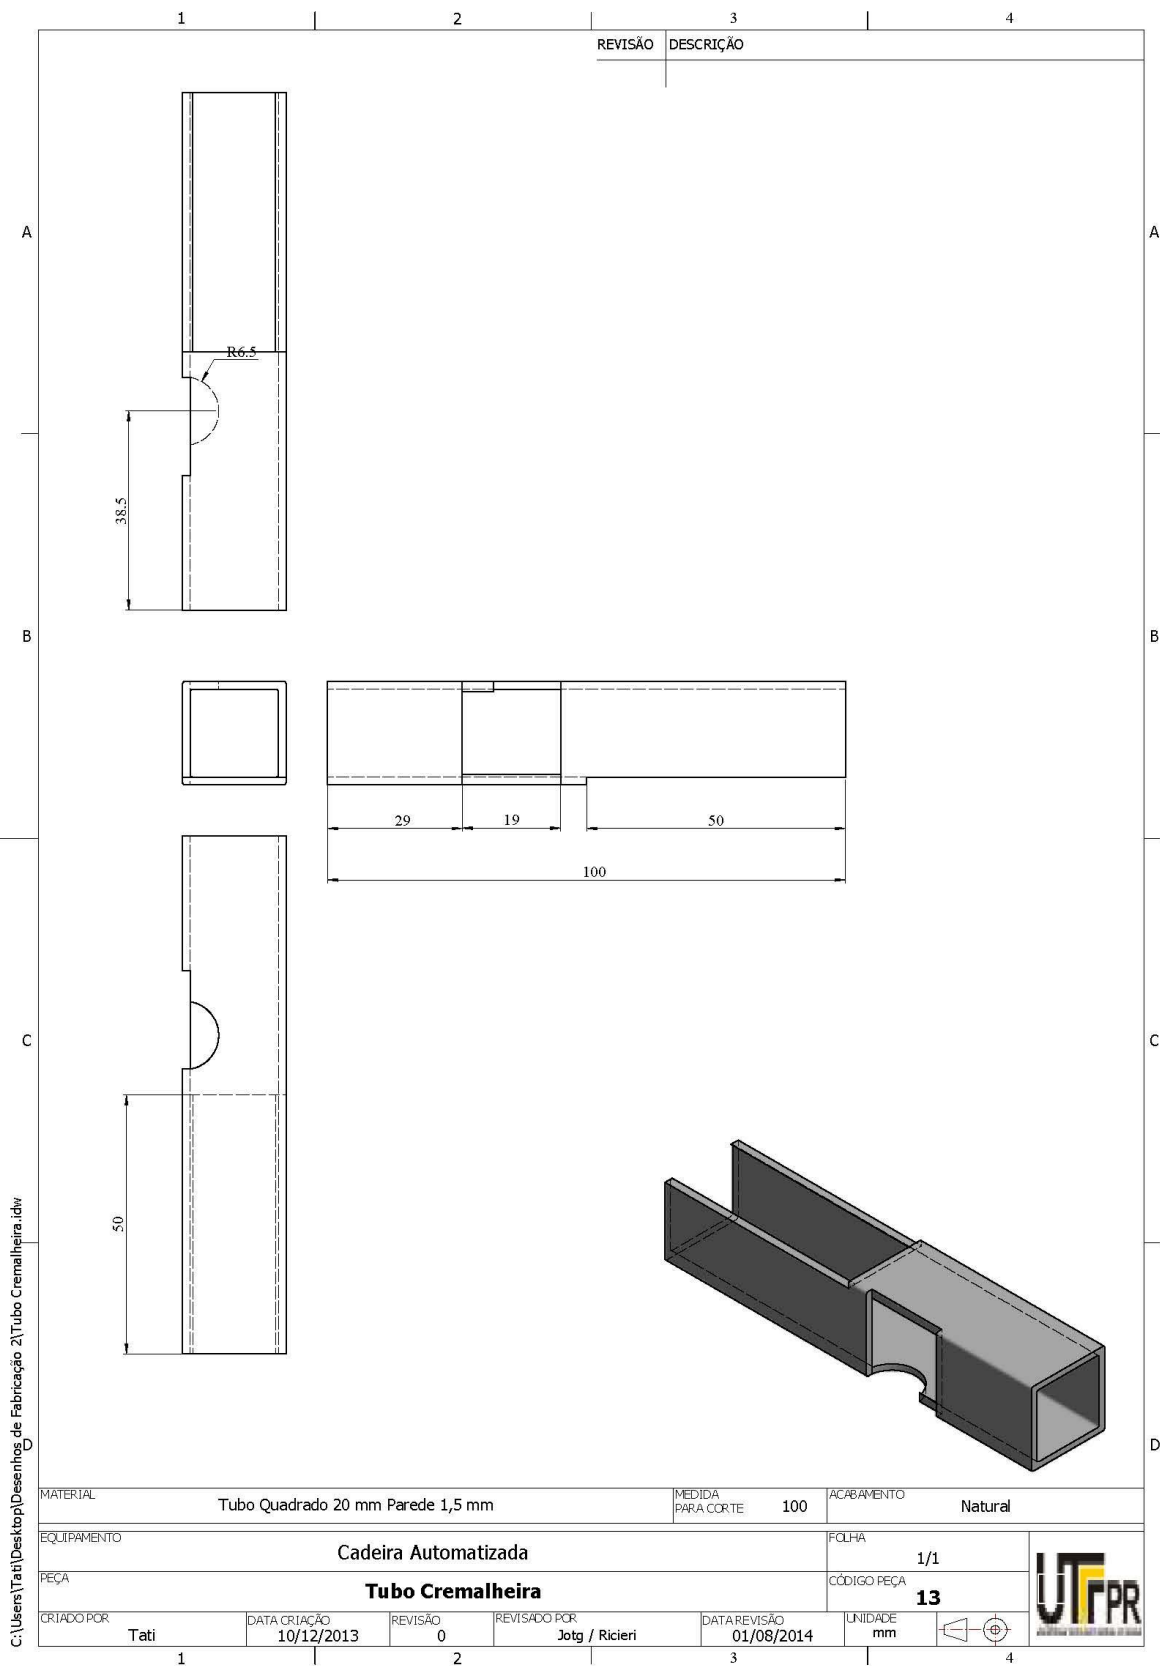 1 2 3 4
REVISÃO DESCRIÇÃO
A A
R6.5
38.5
B B
29 19 50
100
C C
50
D D
C:\Users\Tati\Desktop\Desenhos de Fabricação 2\Tubo Cremalheira.idw
MATERIAL
Tubo Quadrado 20 mm Parede 1,5 mm
MEDIDA
PARA CORTE 100
ACABAMENTO
Natural
EQUIPAMENTO
Cadeira Automatizada
FOLHA
1/1
PEÇA
Tubo Cremalheira
CÓDIGO PEÇA
13
CRIADO POR
Tati
DATA CRIAÇÃO
10/12/2013
REVISÃO
0
REVISADO POR
Jotg / Ricieri
DATA REVISÃO
01/08/2014
UNIDADE
mm
UTFPR
1 2 3 4